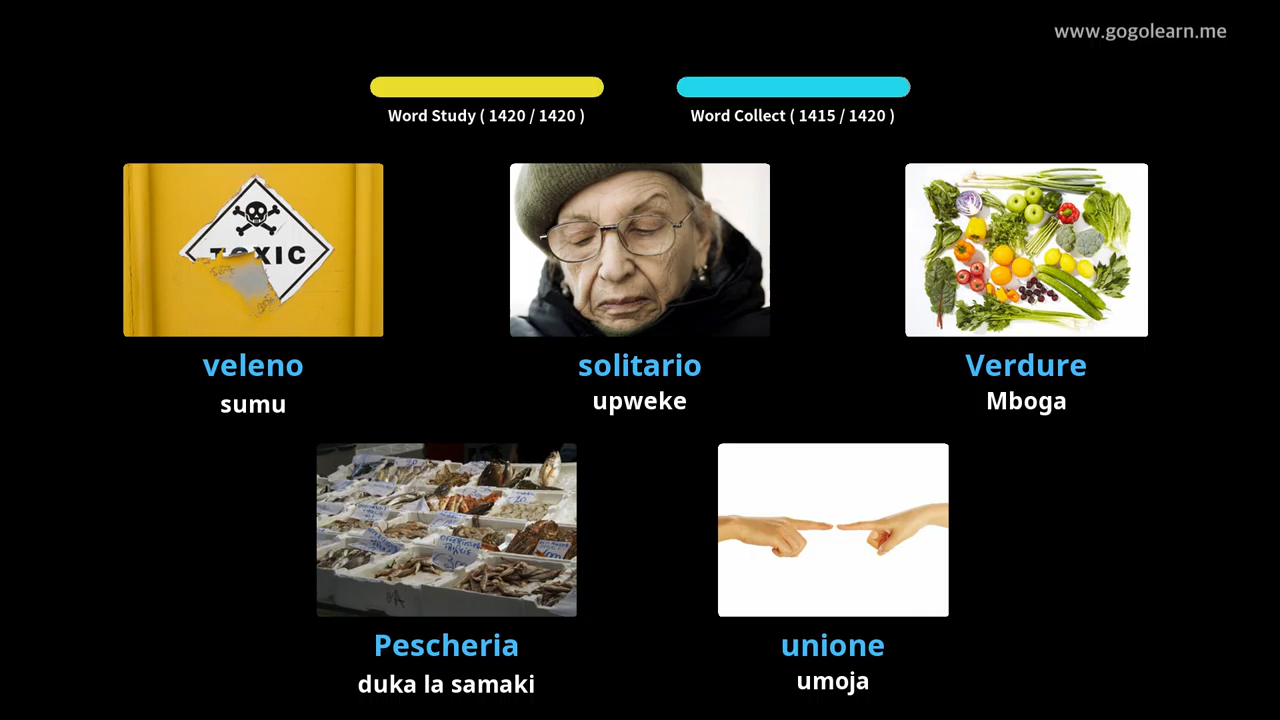 www.gogolearn.me
Word Study ( 1420 / 1420 )
Word Collect ( 1415 / 1420 )
TOXIC
veleno
sumu
solitario
upweke
Verdure
Mboga
Pescheria
duka la samaki
unione
umoja